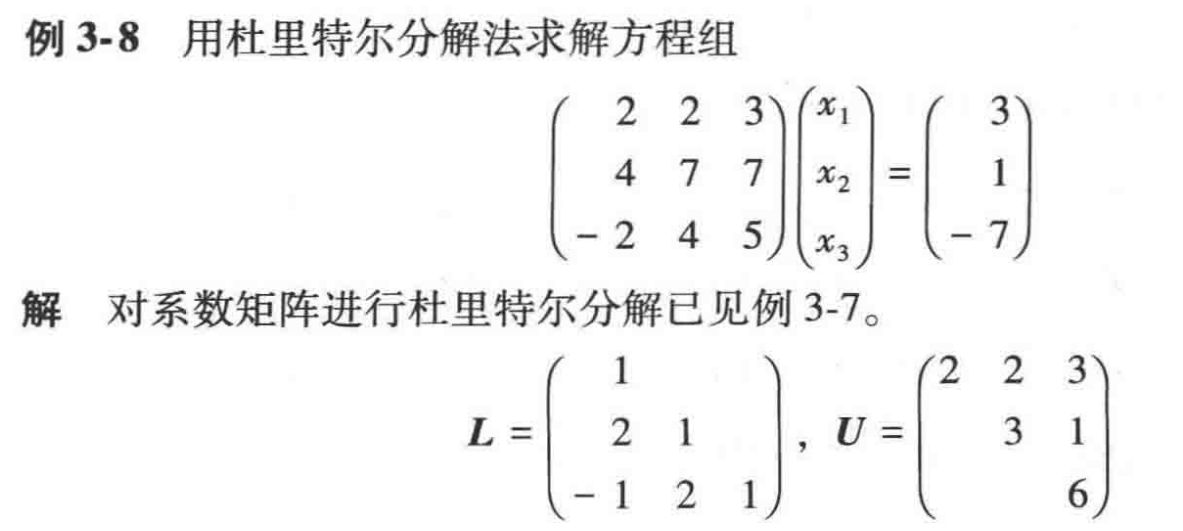 例 3-8 用杜里特尔分解法求解方程组
2 2 3 x1 3
4 7 7 x2 = 1
- 2 4 5 x3 - 7
解 对系数矩阵进行杜里特尔分解已见例 3-7。
1 2 2 3
L = 2 1 , U = 3 1
- 1 2 1 6